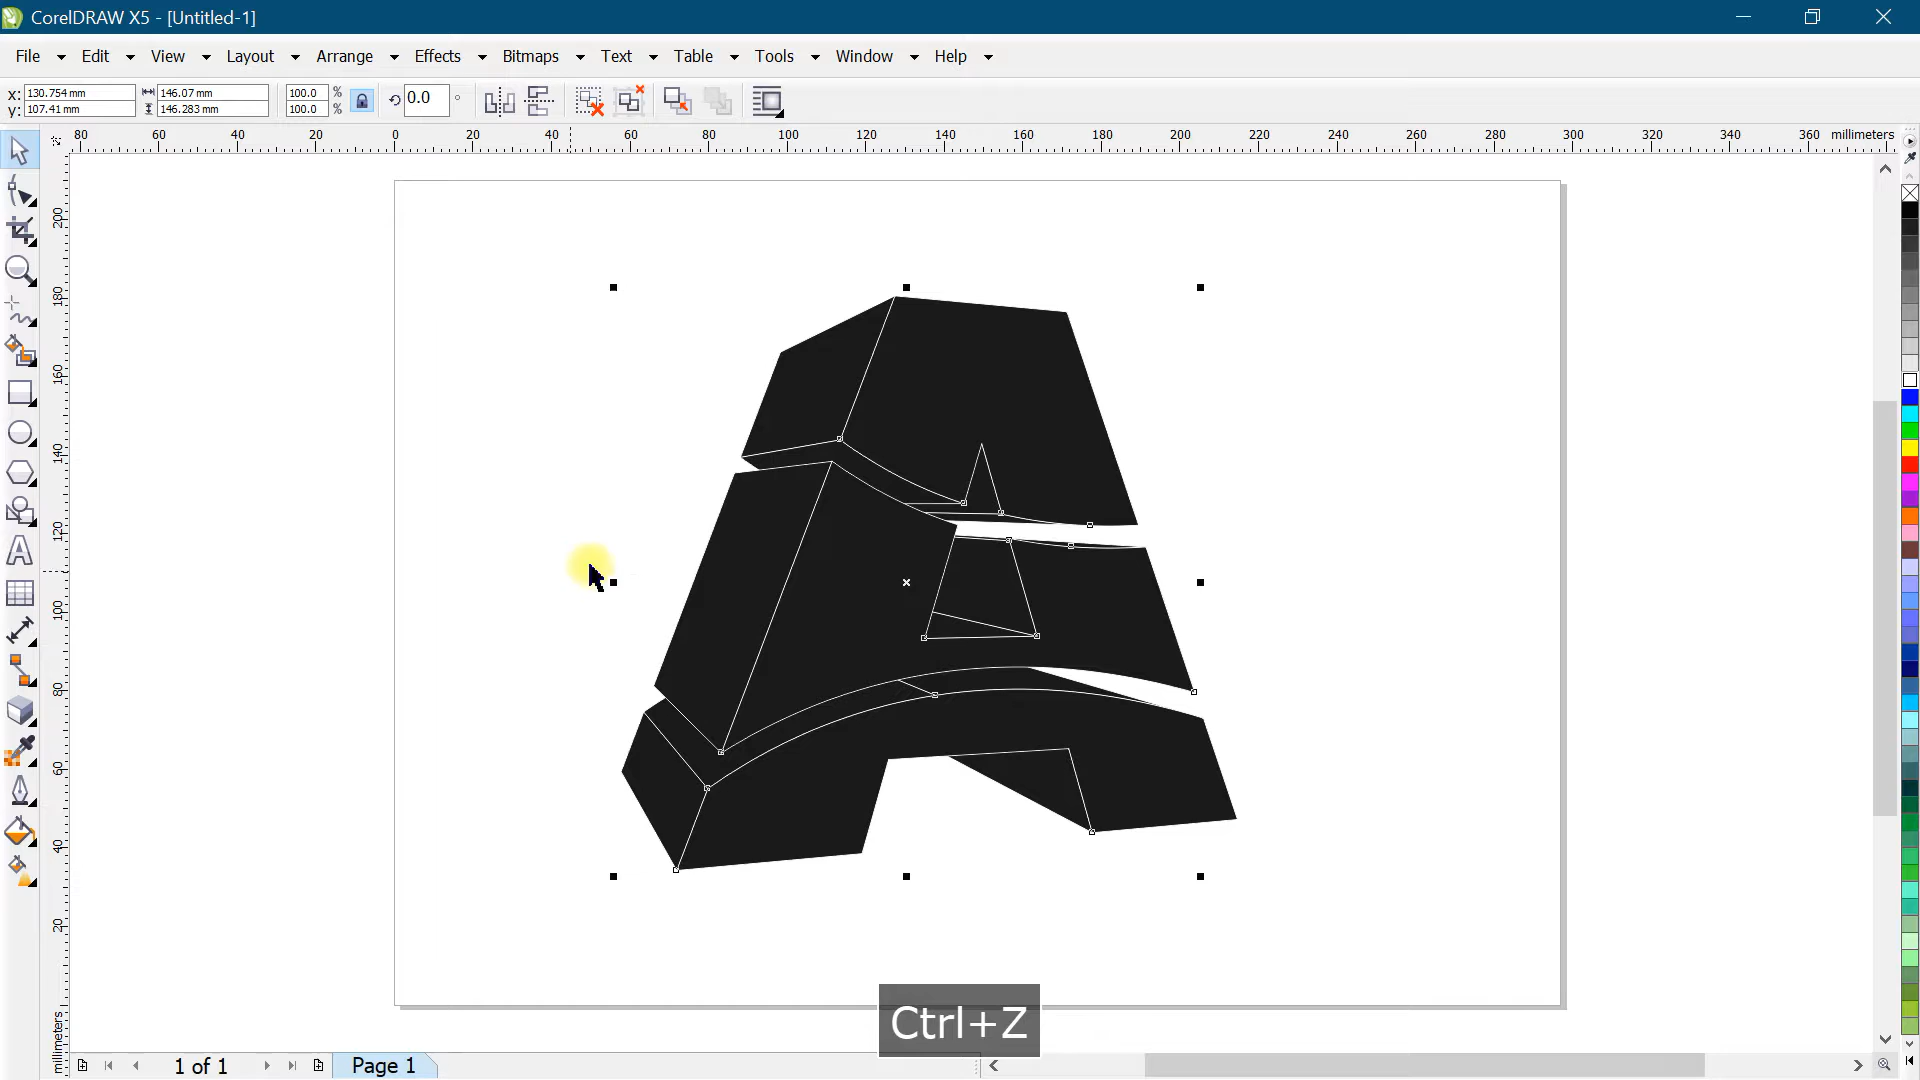 CorelDRAW X5 - [Untitled-1]
File Edit View Layout Arrange Effects Bitmaps Text Table Tools Window Help
x: 130.754 mm 146.07 mm 100.0 % 0.0 °
y: 107.41 mm 146.283 mm 100.0 %
80 60 40 20 0 20 40 60 80 100 120 140 160 180 200 220 240 260 280 300 320 340 360 millimeters
200
180
160
140
120
100
80
60
40
20
millimeters
Ctrl+Z
1 of 1 Page 1